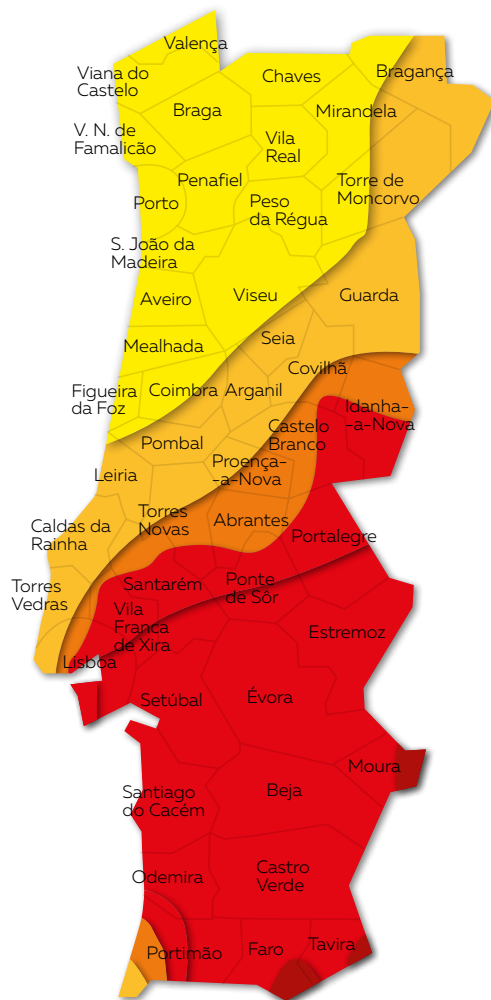 Valença
Viana do
Castelo
Chaves
Bragança
Braga
Mirandela
V. N. de
Famalicão
Vila
Real
Penafiel
Torre de
Moncorvo
Porto
Peso
da Régua
S. João da
Madeira
Aveiro
Viseu
Guarda
Mealhada
Seia
Covilhã
Figueira
da Foz
Coimbra
Arganil
Idanha-
-a-Nova
Castelo
Branco
Pombal
Leiria
Proença-
-a-Nova
Caldas da
Rainha
Torres
Novas
Abrantes
Portalegre
Torres
Vedras
Santarém
Ponte
de Sôr
Vila
Franca
de Xira
Estremoz
Lisboa
Setúbal
Évora
Moura
Santiago
do Cacém
Beja
Odemira
Castro
Verde
Portimão
Faro
Tavira